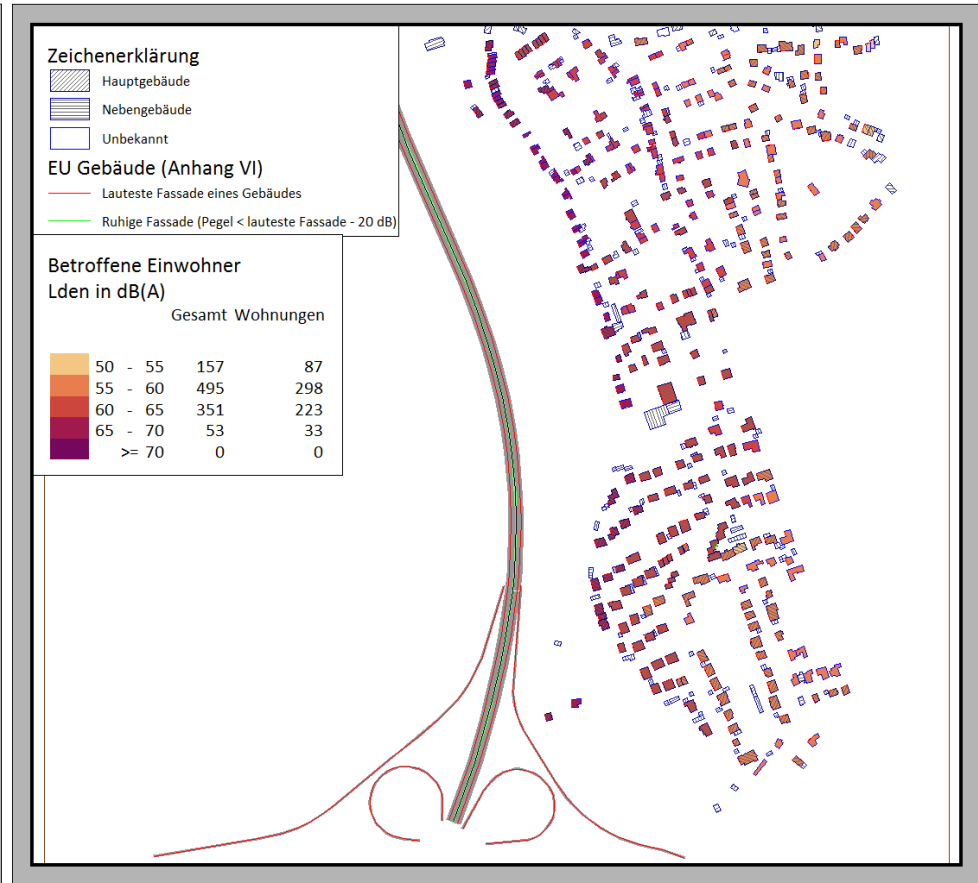 Zeichenerklärung
Hauptgebäude
Nebengebäude
Unbekannt
EU Gebäude (Anhang VI)
Lauteste Fassade eines Gebäudes
Ruhige Fassade (Pegel < lauteste Fassade - 20 dB)
Betroffene Einwohner
Lden in dB(A)
Gesamt Wohnungen
50 - 55 157 87
55 - 60 495 298
60 - 65 351 223
65 - 70 53 33
>= 70 0 0